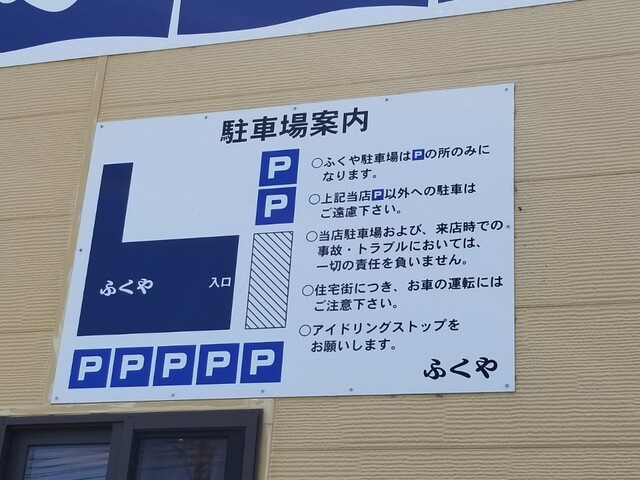 駐車場案内
P
P
○ふくや駐車場はPの所のみに
なります。
○上記当店P以外への駐車は
ご遠慮下さい。
○当店駐車場および、来店時での
事故・トラブルにおいては、
一切の責任を負いません。
○住宅街につき、お車の運転には
ご注意下さい。
○アイドリングストップを
お願いします。
ふくや
入口
ふくや
P P P P P